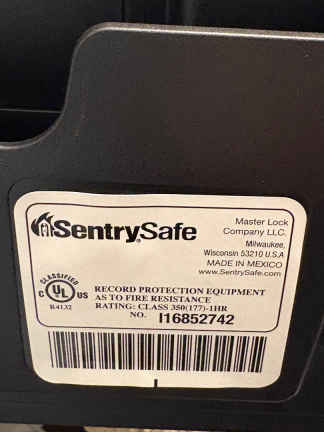 SentrySafe
Master Lock
Company LLC.
Milwaukee,
Wisconsin 53210 U.S.A
MADE IN MEXICO
www.SentrySafe.com
CLASSIFIED
C UL US
R4132
RECORD PROTECTION EQUIPMENT
AS TO FIRE RESISTANCE
RATING: CLASS 350(177)-1HR
NO. I16852742